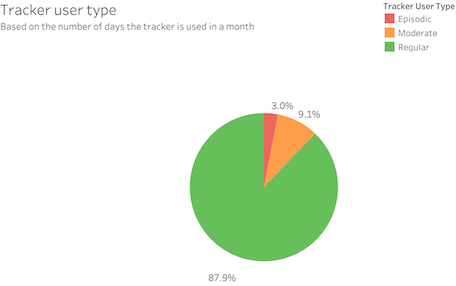 Tracker user type
Based on the number of days the tracker is used in a month
Tracker User Type
Episodic
Moderate
Regular
3.0%
9.1%
87.9%